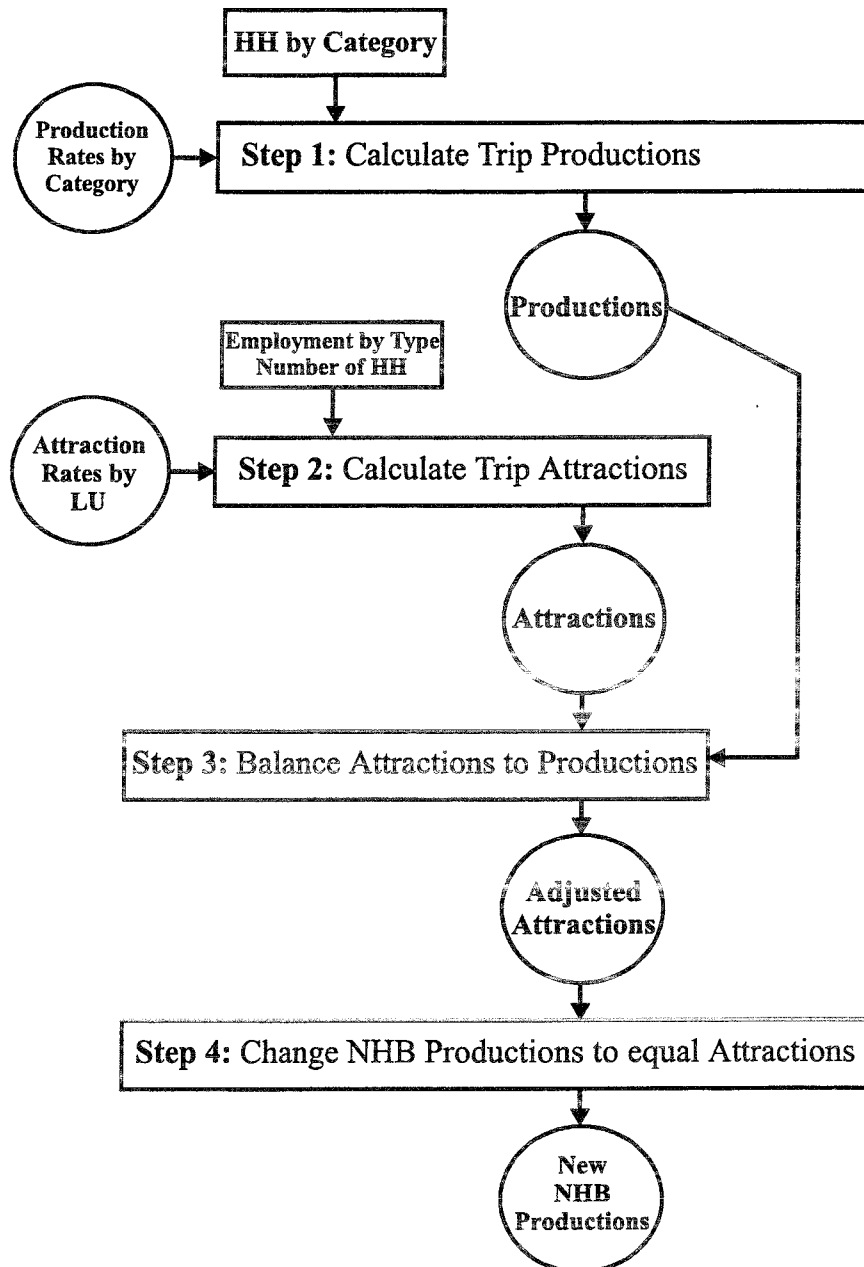 HH by Category
Production
Rates by
Category
Step 1: Calculate Trip Productions
Productions
Employment by Type
Number of HH
Attraction
Rates by
LU
Step 2: Calculate Trip Attractions
Attractions
Step 3: Balance Attractions to Productions
Adjusted
Attractions
Step 4: Change NHB Productions to equal Attractions
New
NHB
Productions